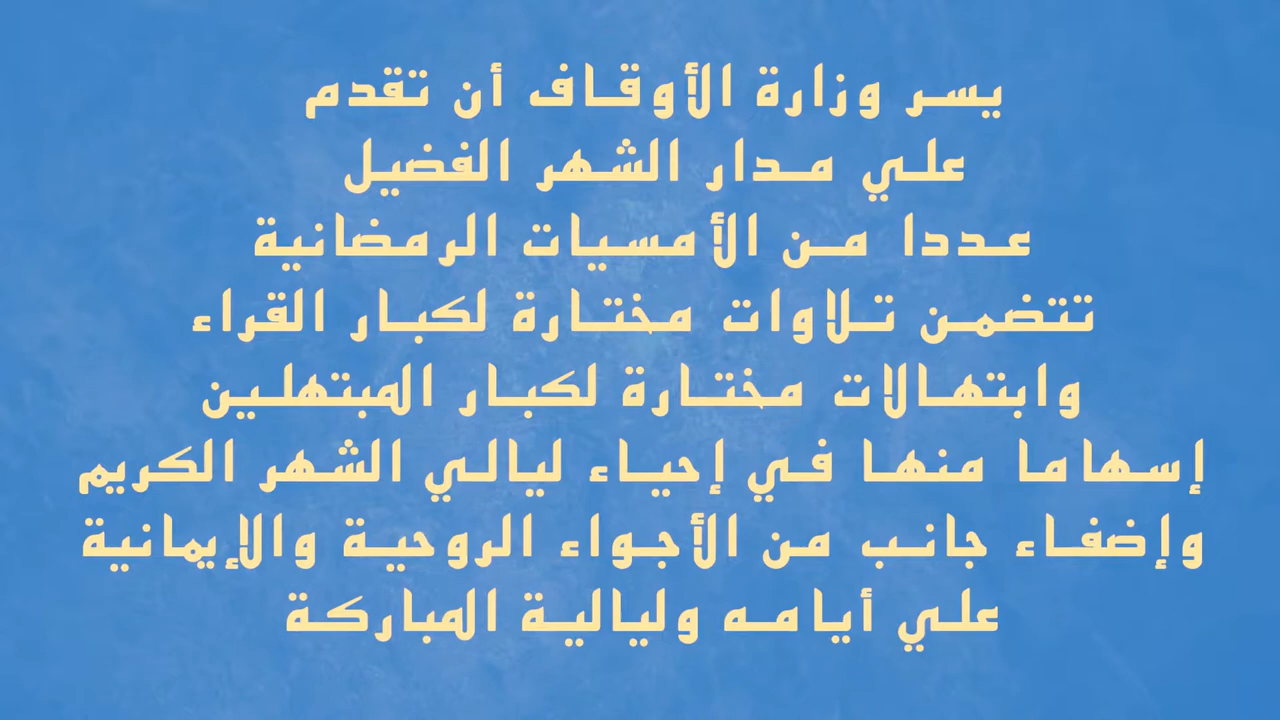 يسر وزارة الأوقاف أن تقدم
علي مدار الشهر الفضيل
عددا من الأمسيات الرمضانية
تتضمن تلاوات مختارة لكبار القراء
وابتهالات مختارة لكبار المبتهلين
إسهاما منها في إحياء ليالي الشهر الكريم
وإضفاء جانب من الأجواء الروحية والإيمانية
علي أيامه وليالية المباركة